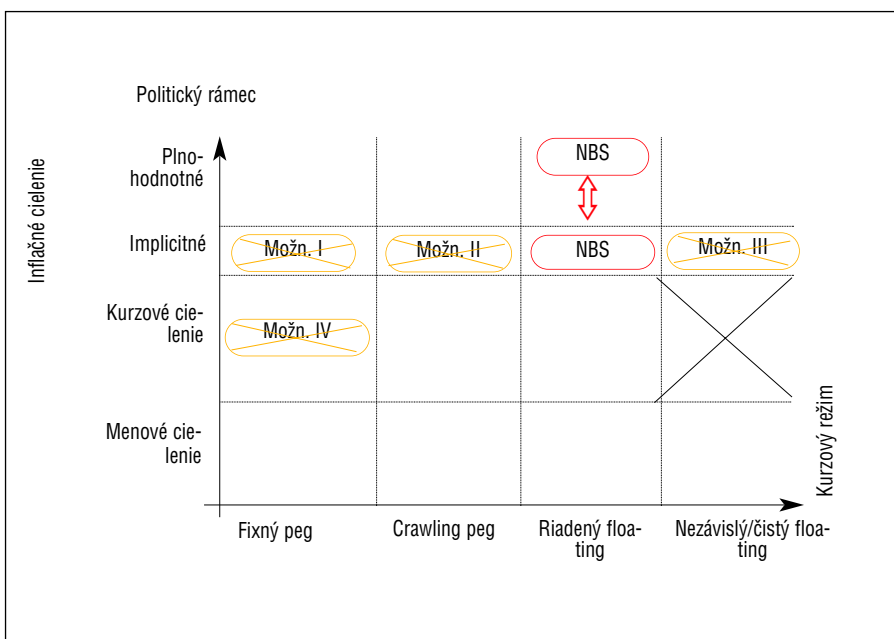 Politický rámec
Inflačné cielenie
Plno-
hodnotné
NBS
Implicitné
Možn. I
Možn. II
NBS
Možn. III
Kurzové cie-
lenie
Možn. IV
Menové cie-
lenie
Kurzový režim
Fixný peg
Crawling peg
Riadený floa-
ting
Nezávislý/čistý floa-
ting